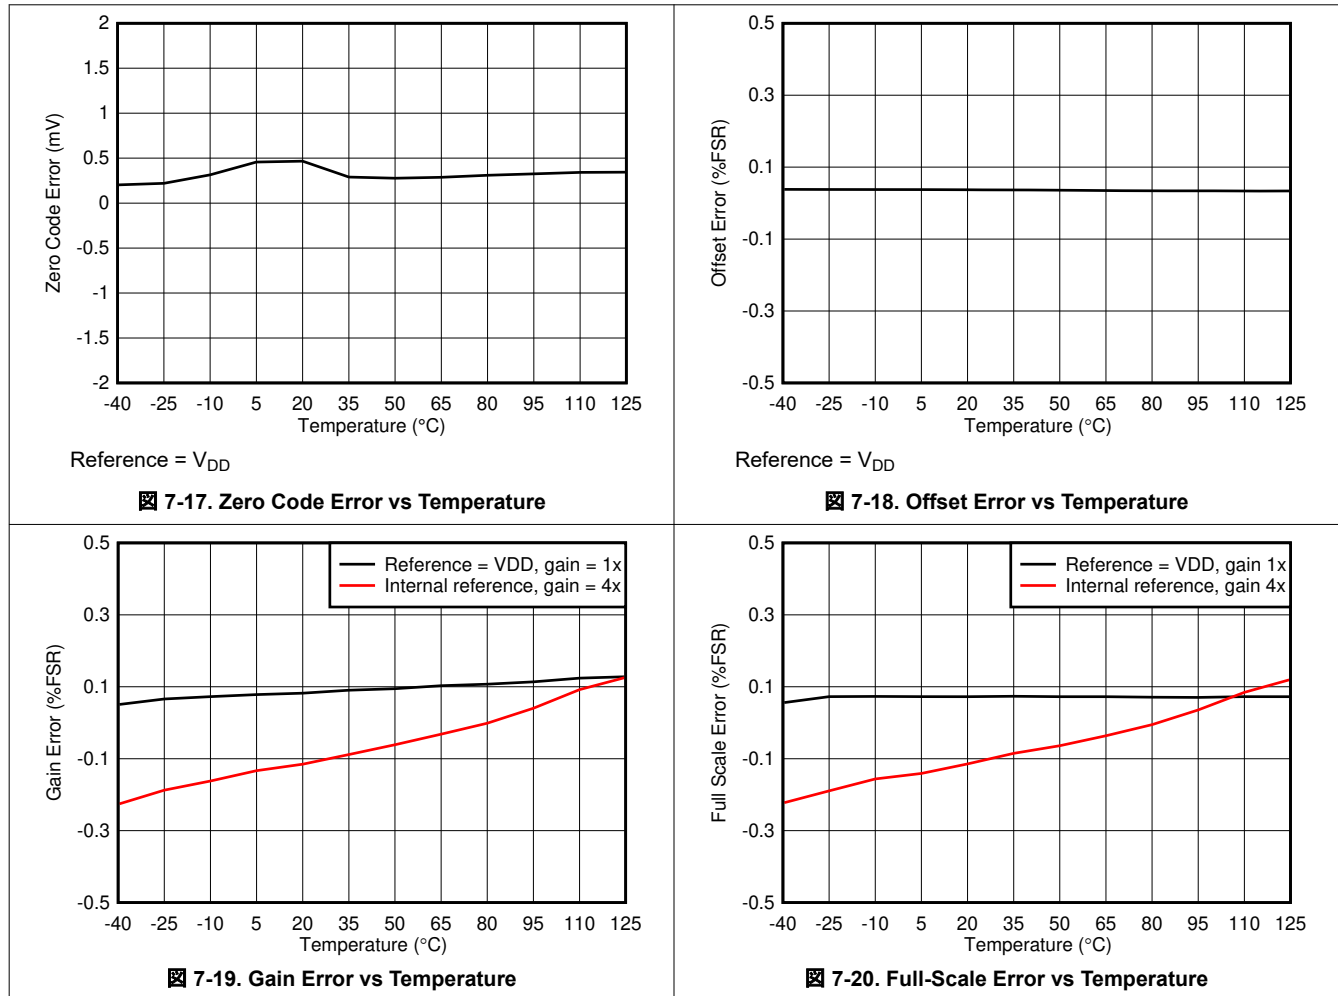 2
1.5
1
0.5
0
-0.5
-1
-1.5
-2
Zero Code Error (mV)
-40 -25 -10 5 20 35 50 65 80 95 110 125
Temperature (°C)
Reference = VDD
図 7-17. Zero Code Error vs Temperature
0.5
0.3
0.1
-0.1
-0.3
-0.5
Offset Error (%FSR)
-40 -25 -10 5 20 35 50 65 80 95 110 125
Temperature (°C)
Reference = VDD
図 7-18. Offset Error vs Temperature
0.5
0.3
0.1
-0.1
-0.3
-0.5
Gain Error (%FSR)
Reference = VDD, gain = 1x
Internal reference, gain = 4x
-40 -25 -10 5 20 35 50 65 80 95 110 125
Temperature (°C)
図 7-19. Gain Error vs Temperature
0.5
0.3
0.1
-0.1
-0.3
-0.5
Full Scale Error (%FSR)
Reference = VDD, gain 1x
Internal reference, gain 4x
-40 -25 -10 5 20 35 50 65 80 95 110 125
Temperature (°C)
図 7-20. Full-Scale Error vs Temperature